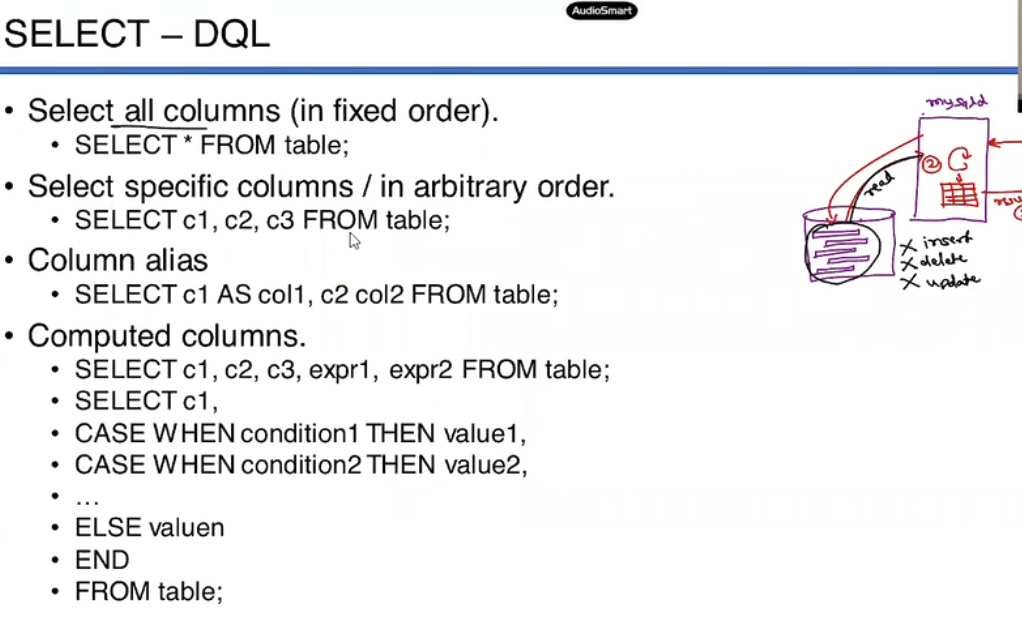 AudioSmart
SELECT – DQL
• Select all columns (in fixed order).
• SELECT * FROM table;
• Select specific columns / in arbitrary order.
• SELECT c1, c2, c3 FROM table;
• Column alias
• SELECT c1 AS col1, c2 col2 FROM table;
• Computed columns.
• SELECT c1, c2, c3, expr1, expr2 FROM table;
• SELECT c1,
• CASE WHEN condition1 THEN value1,
• CASE WHEN condition2 THEN value2,
• ...
• ELSE valuen
• END
• FROM table;
mysqld
②
read
X insert
X delete
X update